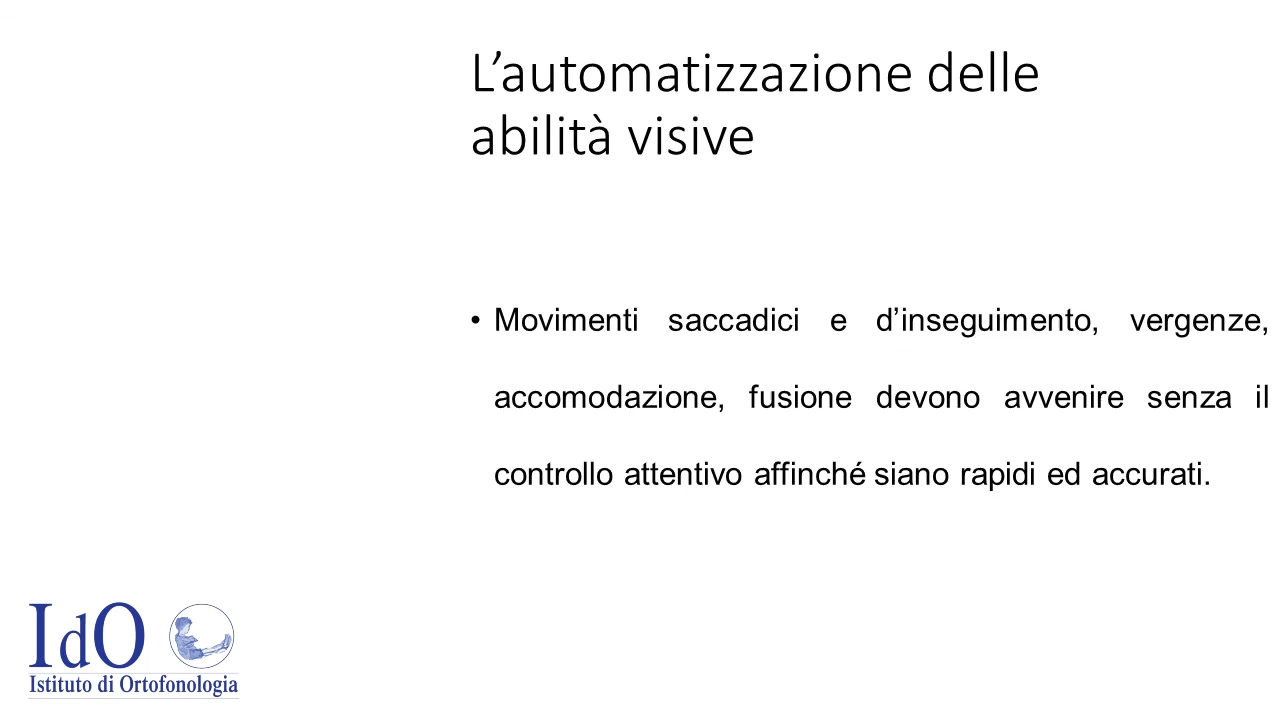 L’automatizzazione delle
abilità visive
• Movimenti saccadici e d’inseguimento, vergenze,
accomodazione, fusione devono avvenire senza il
controllo attentivo affinché siano rapidi ed accurati.
IdO
Istituto di Ortofonologia